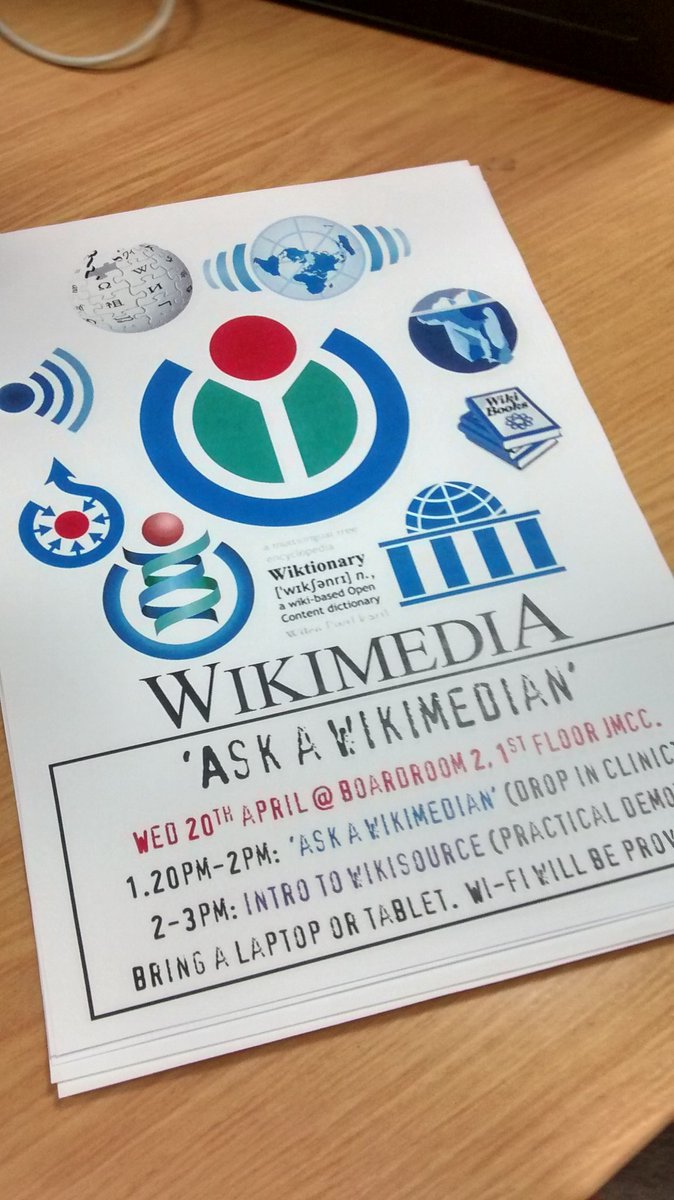 Wiki
Books
a multilingual free
encyclopedia
Wiktionary
['wɪkʃənrɪ] n.,
a wiki-based Open
Content dictionary
WIKIMEDIA
'ASK A WIKIMEDIAN'
WED 20TH APRIL @ BOARDROOM 2, 1ST FLOOR JMCC.
1.20PM-2PM: 'ASK A WIKIMEDIAN' (DROP IN CLINIC)
2-3PM: INTRO TO WIKISOURCE (PRACTICAL DEMO
BRING A LAPTOP OR TABLET. WI-FI WILL BE PROV